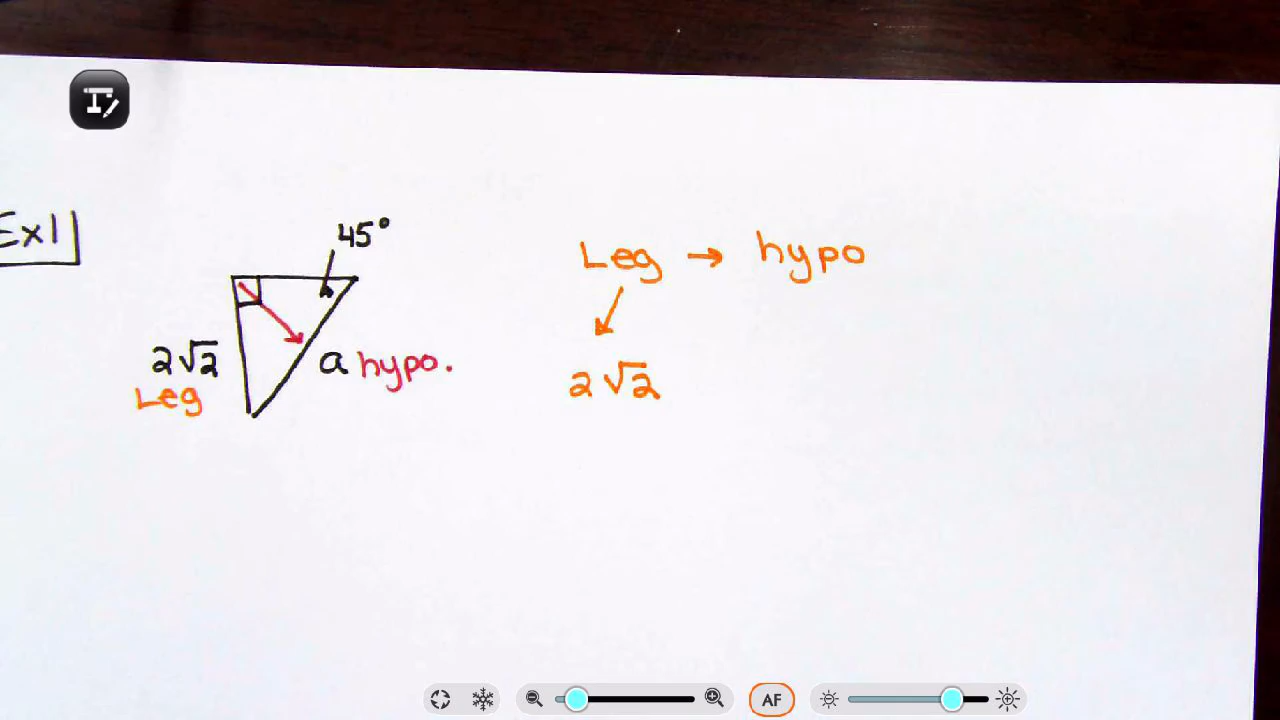 Ex1
45°
Leg → hypo
2√2
a hypo.
Leg
2√2
AF